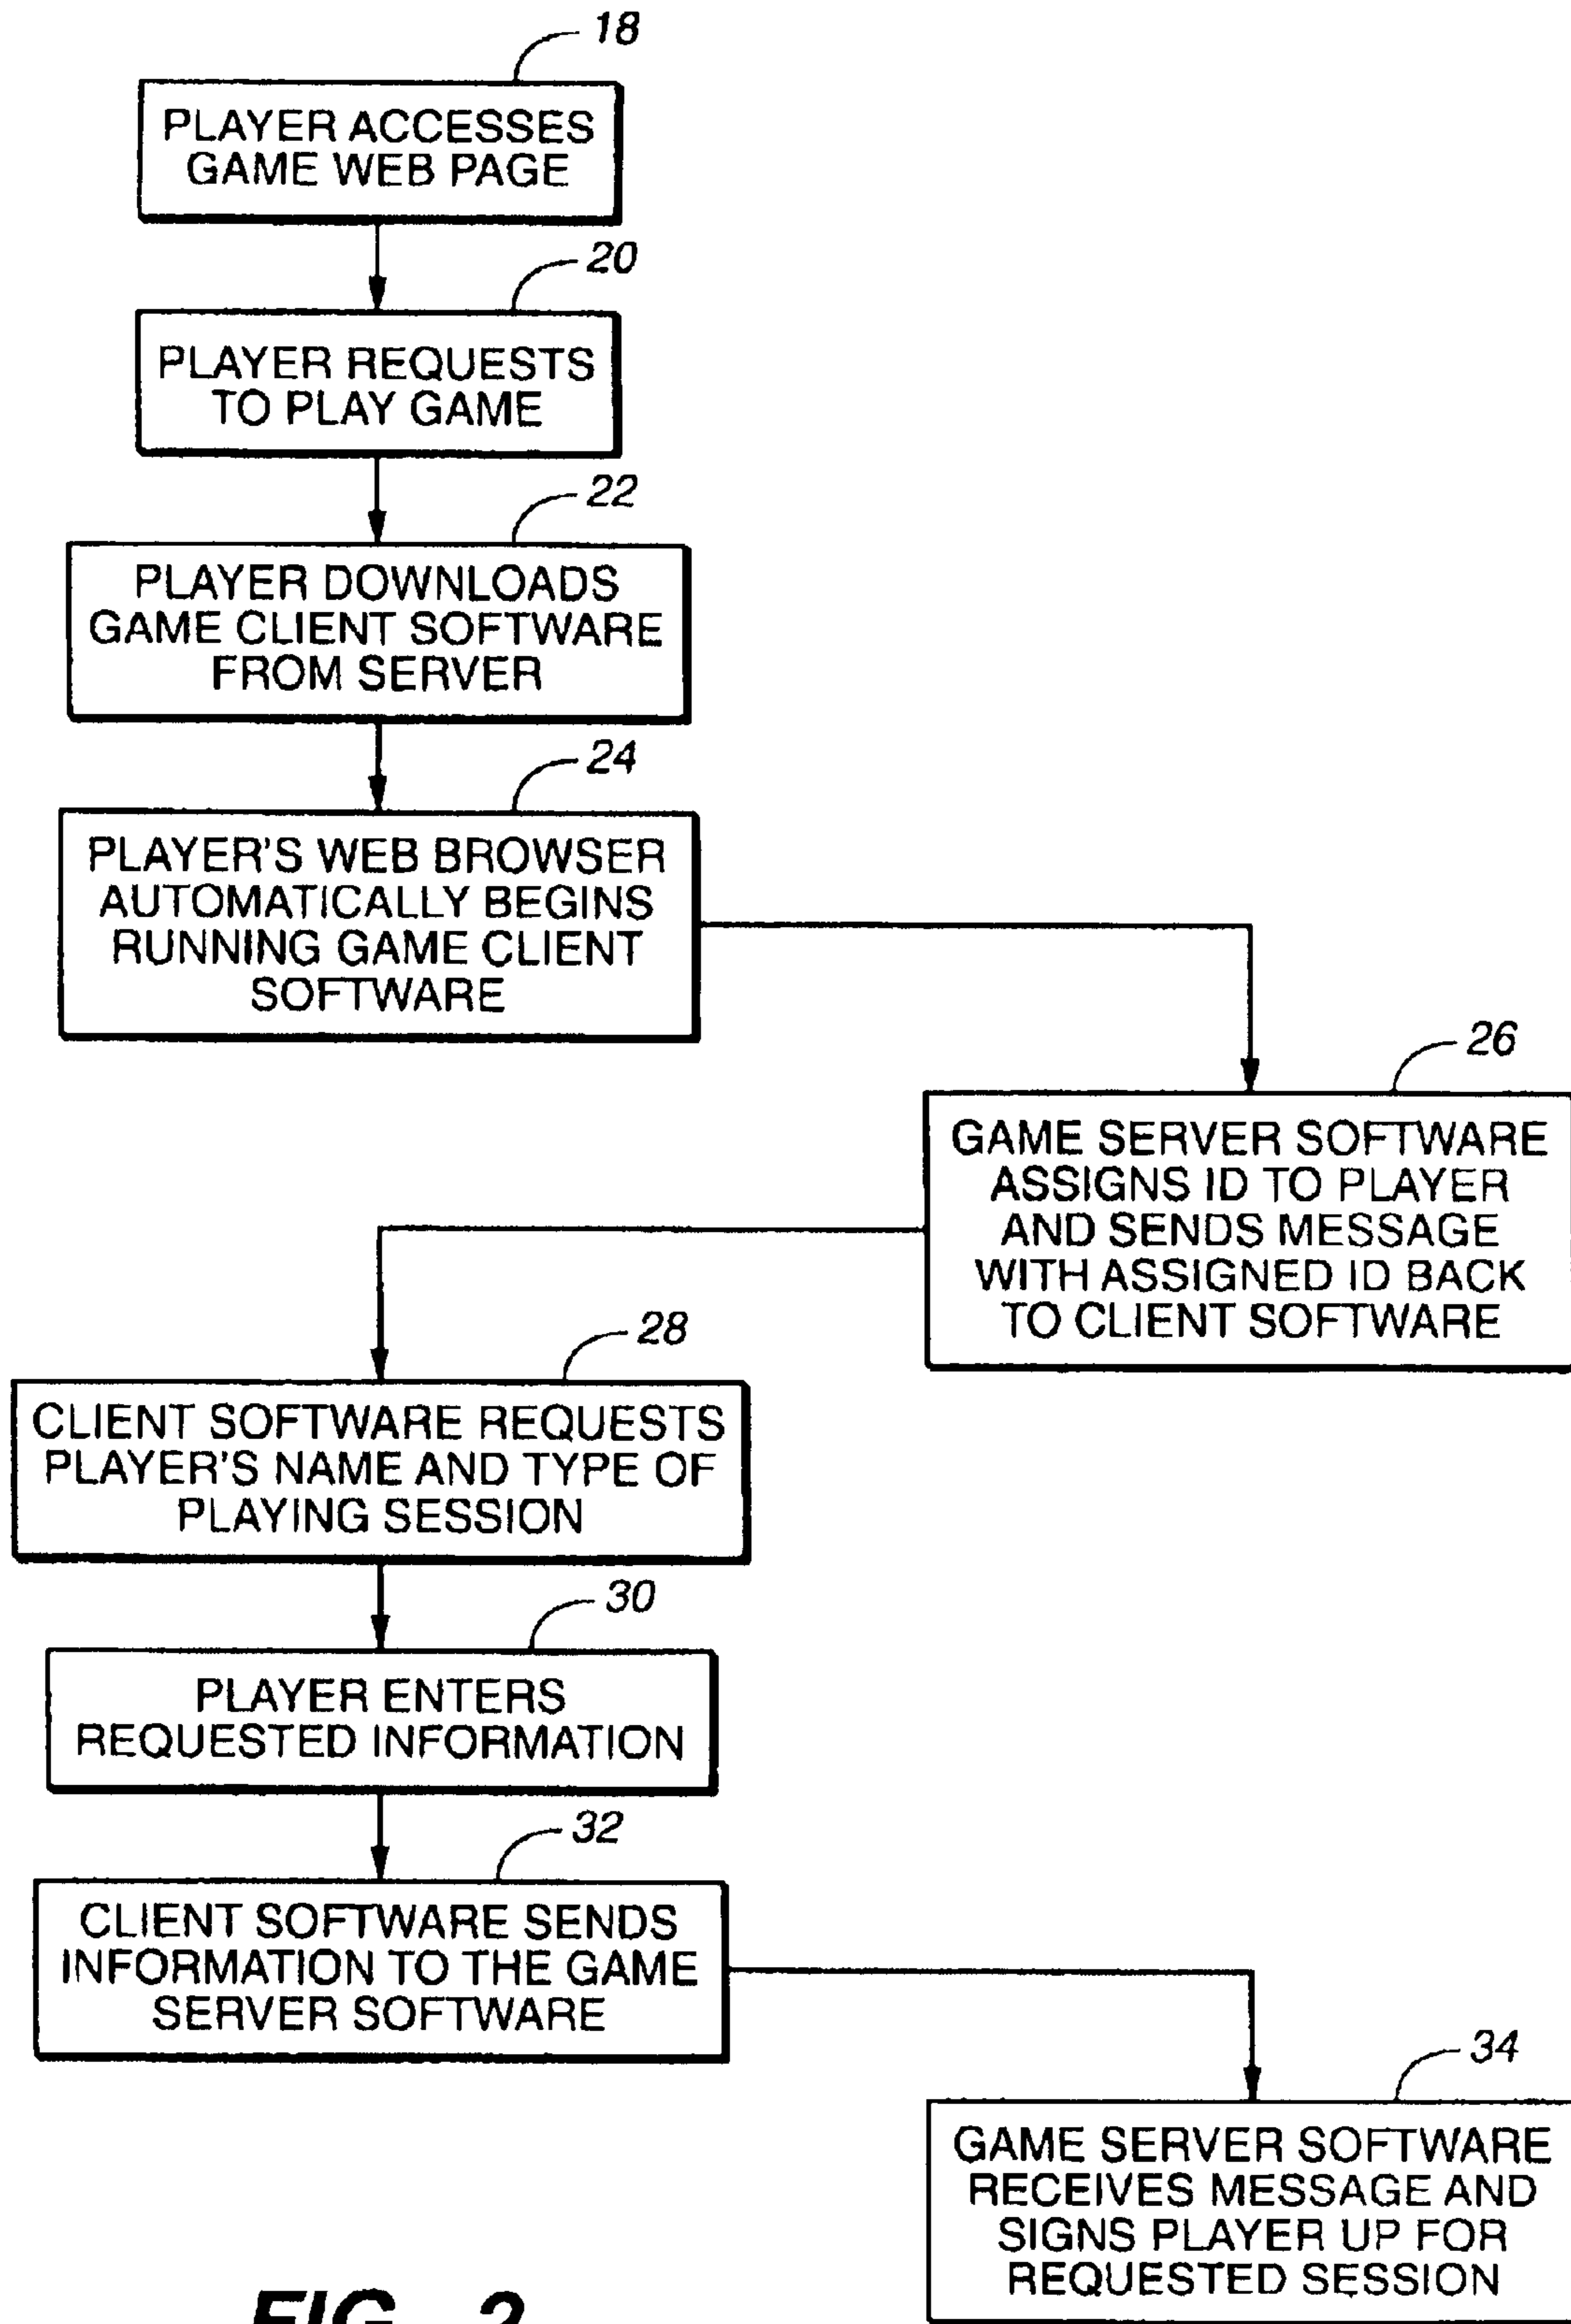 18
PLAYER ACCESSES
GAME WEB PAGE
20
PLAYER REQUESTS
TO PLAY GAME
22
PLAYER DOWNLOADS
GAME CLIENT SOFTWARE
FROM SERVER
24
PLAYER'S WEB BROWSER
AUTOMATICALLY BEGINS
RUNNING GAME CLIENT
SOFTWARE
26
GAME SERVER SOFTWARE
ASSIGNS ID TO PLAYER
AND SENDS MESSAGE
WITH ASSIGNED ID BACK
TO CLIENT SOFTWARE
28
CLIENT SOFTWARE REQUESTS
PLAYER'S NAME AND TYPE OF
PLAYING SESSION
30
PLAYER ENTERS
REQUESTED INFORMATION
32
CLIENT SOFTWARE SENDS
INFORMATION TO THE GAME
SERVER SOFTWARE
34
GAME SERVER SOFTWARE
RECEIVES MESSAGE AND
SIGNS PLAYER UP FOR
REQUESTED SESSION
FIG._2